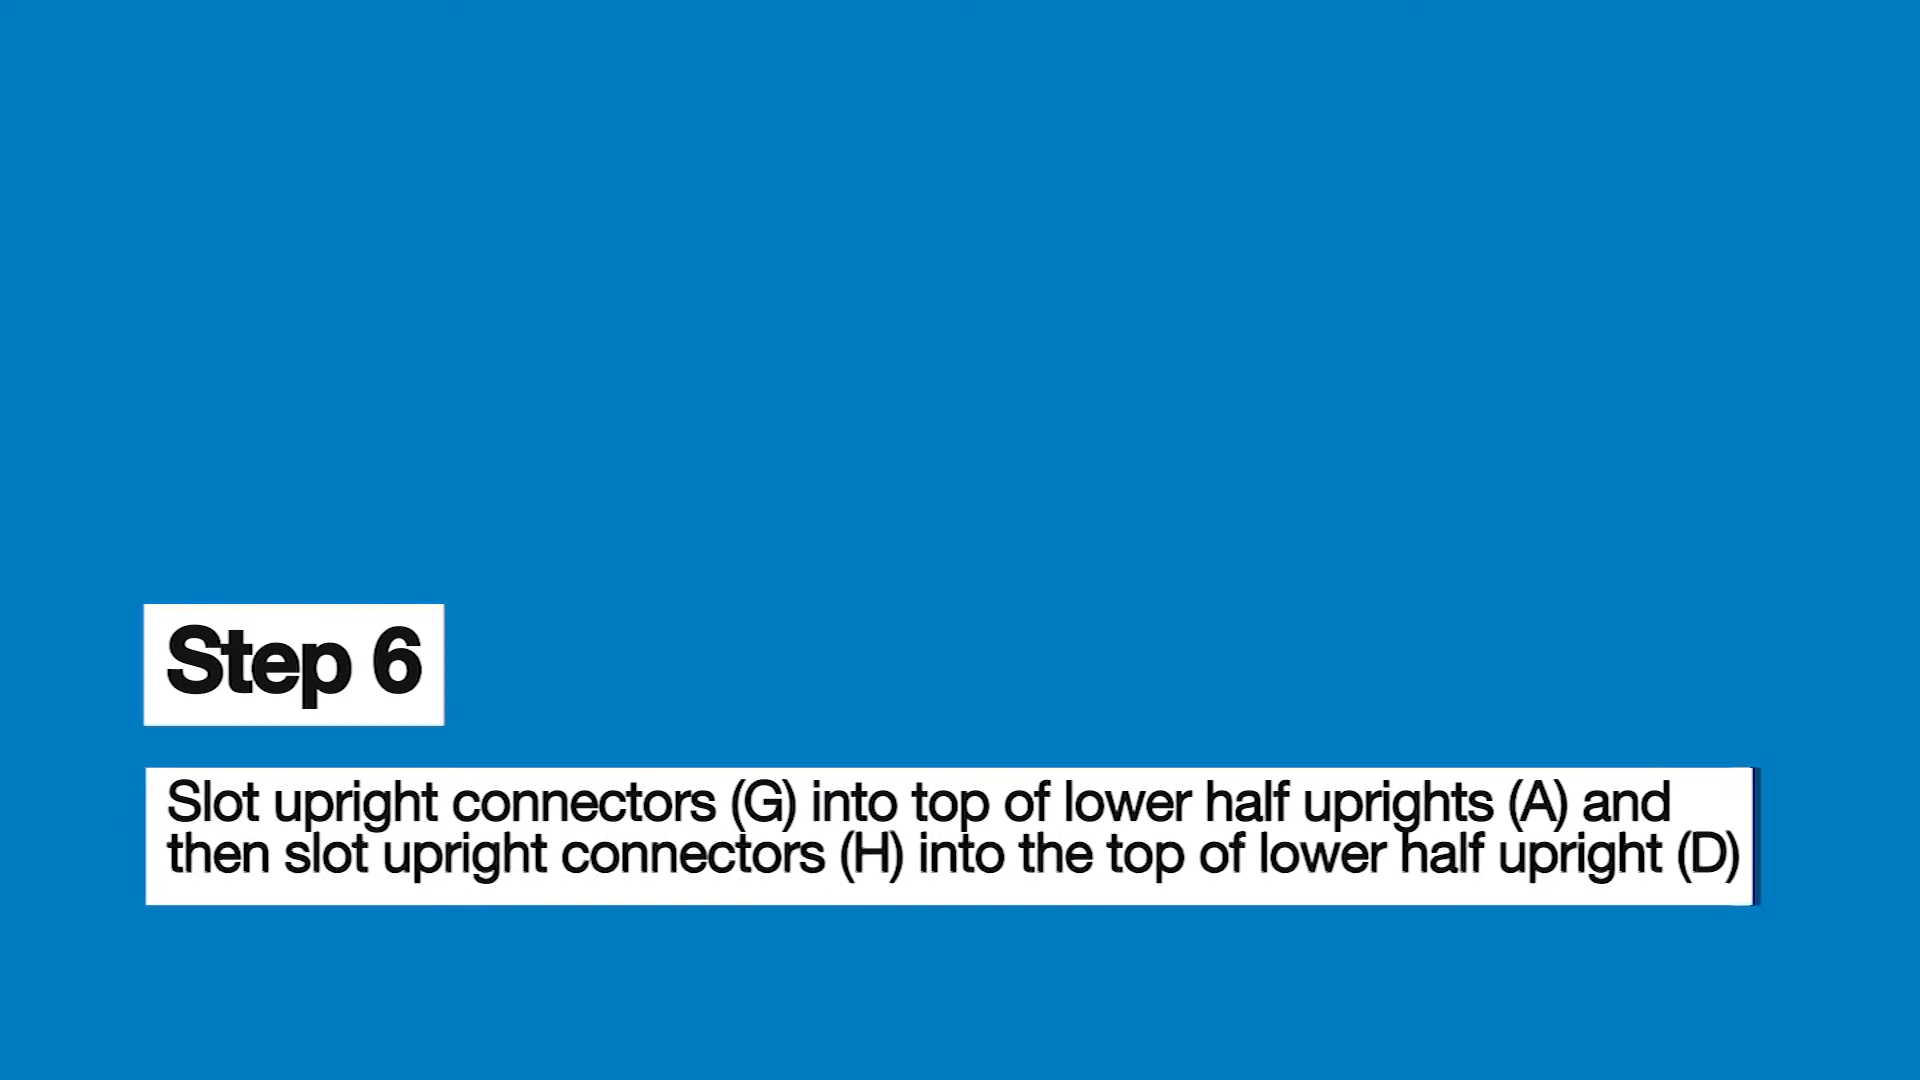 Step 6
Slot upright connectors (G) into top of lower half uprights (A) and
then slot upright connectors (H) into the top of lower half upright (D)